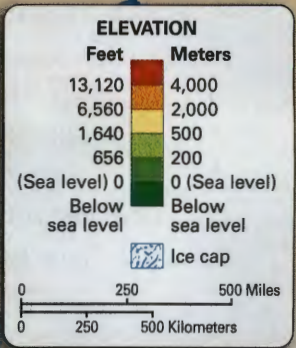 ELEVATION
Feet Meters
13,120 4,000
6,560 2,000
1,640 500
656 200
(Sea level) 0 0 (Sea level)
Below Below
sea level sea level
Ice cap
0 250 500 Miles
0 250 500 Kilometers